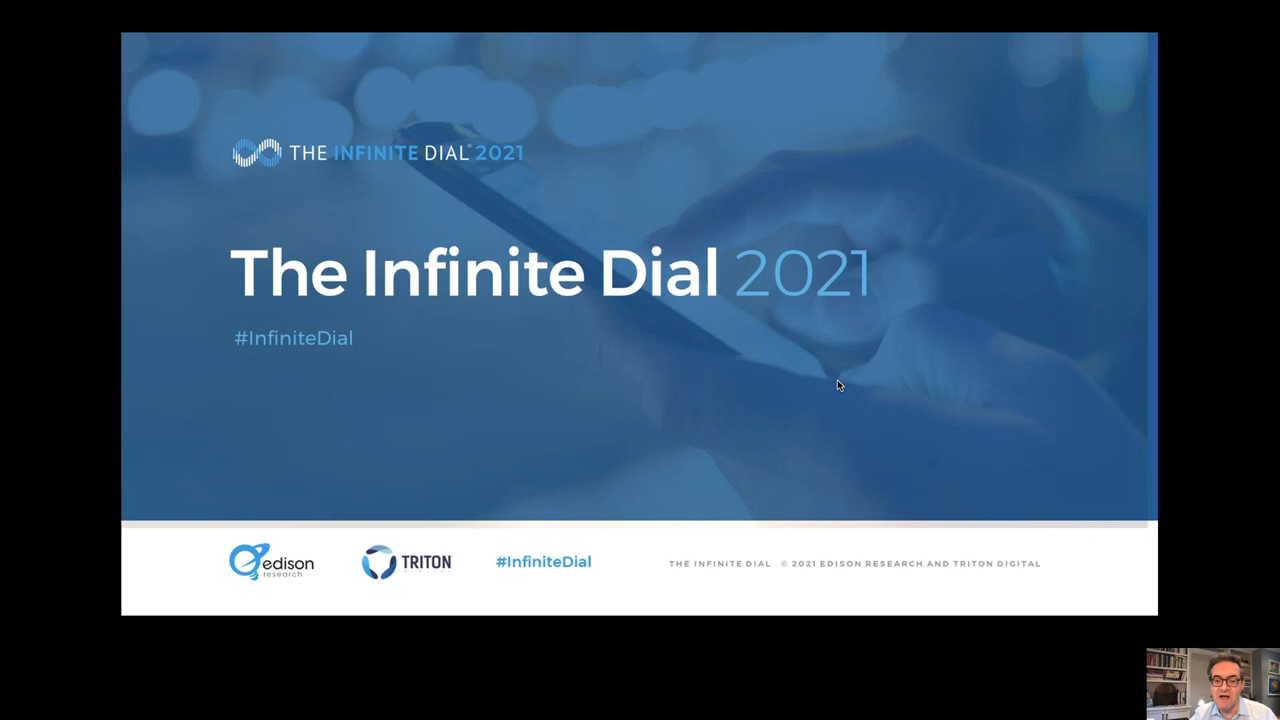 THE INFINITE DIAL 2021
The Infinite Dial 2021
#InfiniteDial
edison
research
TRITON
#InfiniteDial
THE INFINITE DIAL © 2021 EDISON RESEARCH AND TRITON DIGITAL